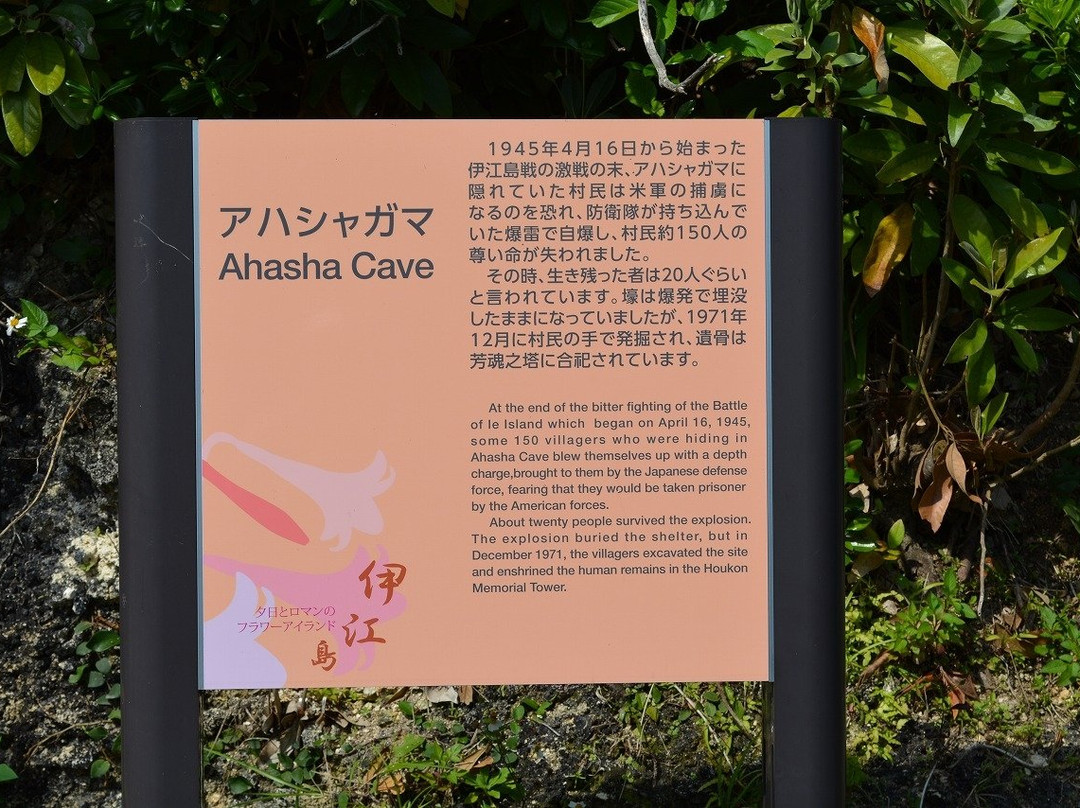 アハシャガマ
Ahasha Cave
1945年4月16日から始まった
伊江島戦の激戦の末、アハシャガマに
隠れていた村民は米軍の捕虜に
なるのを恐れ、防衛隊が持ち込んで
いた爆雷で自爆し、村民約150人の
尊い命が失われました。
その時、生き残った者は20人ぐらい
と言われています。壕は爆発で埋没
したままになっていましたが、1971年
12月に村民の手で発掘され、遺骨は
芳魂之塔に合祀されています。
At the end of the bitter fighting of the Battle
of Ie Island which began on April 16, 1945,
some 150 villagers who were hiding in
Ahasha Cave blew themselves up with a depth
charge,brought to them by the Japanese defense
force, fearing that they would be taken prisoner
by the American forces.
About twenty people survived the explosion.
The explosion buried the shelter, but in
December 1971, the villagers excavated the site
and enshrined the human remains in the Houkon
Memorial Tower.
夕日とロマンの
フラワーアイランド
伊江島